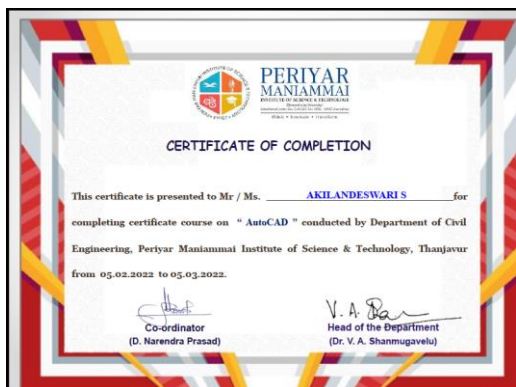 PERIYAR
MANIAMMAI
INSTITUTE OF SCIENCE & TECHNOLOGY
CERTIFICATE OF COMPLETION
This certificate is presented to Mr / Ms. AKILANDESWARI S for
completing certificate course on “ AutoCAD ” conducted by Department of Civil
Engineering, Periyar Maniammai Institute of Science & Technology, Thanjavur
from 05.02.2022 to 05.03.2022.
V. A.
Co-ordinator
(D. Narendra Prasad)
Head of the Department
(Dr. V. A. Shanmugavelu)